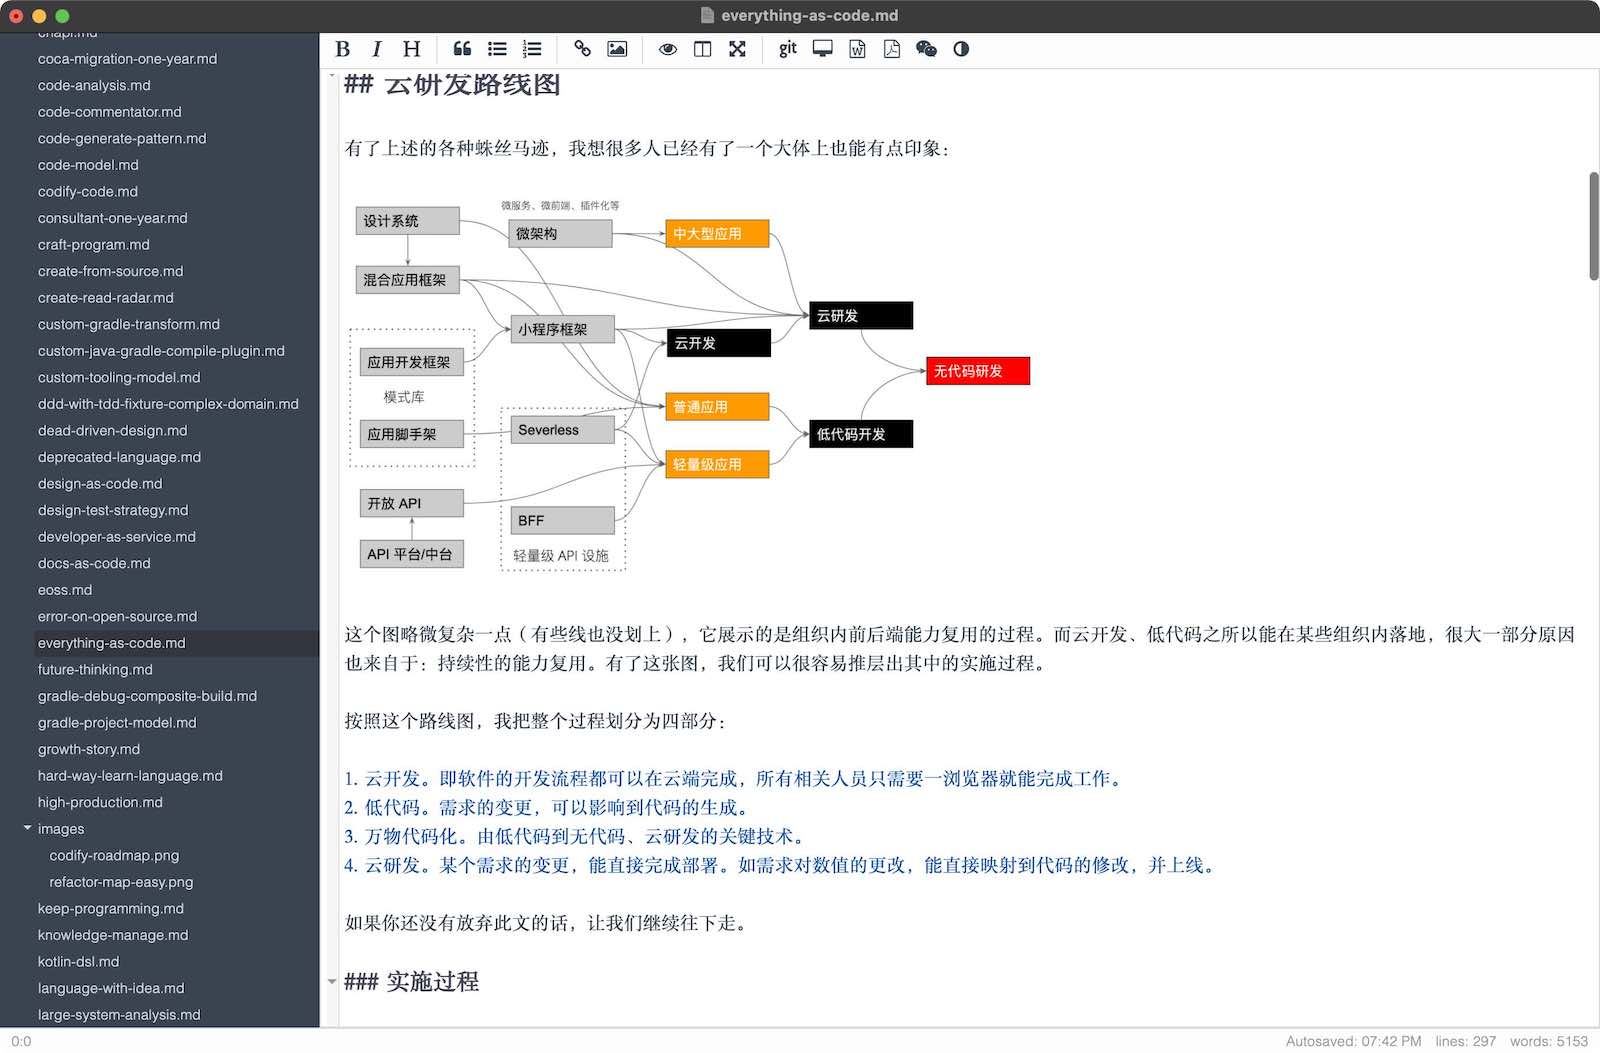 everything-as-code.md
chapi.md
coca-migration-one-year.md
code-analysis.md
code-commentator.md
code-generate-pattern.md
code-model.md
codify-code.md
consultant-one-year.md
craft-program.md
create-from-source.md
create-read-radar.md
custom-gradle-transform.md
custom-java-gradle-compile-plugin.md
custom-tooling-model.md
ddd-with-tdd-fixture-complex-domain.md
dead-driven-design.md
deprecated-language.md
design-as-code.md
design-test-strategy.md
developer-as-service.md
docs-as-code.md
eoss.md
error-on-open-source.md
everything-as-code.md
future-thinking.md
gradle-debug-composite-build.md
gradle-project-model.md
growth-story.md
hard-way-learn-language.md
high-production.md
images
codify-roadmap.png
refactor-map-easy.png
keep-programming.md
knowledge-manage.md
kotlin-dsl.md
language-with-idea.md
large-system-analysis.md
B I H git
## 云研发路线图
有了上述的各种蛛丝马迹，我想很多人已经有了一个大体上也能有点印象：
微服务、微前端、插件化等
设计系统
微架构
中大型应用
混合应用框架
云研发
小程序框架
云开发
应用开发框架
无代码研发
模式库
普通应用
应用脚手架
Severless
低代码开发
轻量级应用
开放 API
BFF
API 平台/中台
轻量级 API 设施
这个图略微复杂一点（有些线也没划上），它展示的是组织内前后端能力复用的过程。而云开发、低代码之所以能在某些组织内落地，很大一部分原因
也来自于：持续性的能力复用。有了这张图，我们可以很容易推层出其中的实施过程。
按照这个路线图，我把整个过程划分为四部分：
1. 云开发。即软件的开发流程都可以在云端完成，所有相关人员只需要一浏览器就能完成工作。
2. 低代码。需求的变更，可以影响到代码的生成。
3. 万物代码化。由低代码到无代码、云研发的关键技术。
4. 云研发。某个需求的变更，能直接完成部署。如需求对数值的更改，能直接映射到代码的修改，并上线。
如果你还没有放弃此文的话，让我们继续往下走。
### 实施过程
0:0
Autosaved: 07:42 PM lines: 297 words: 5153